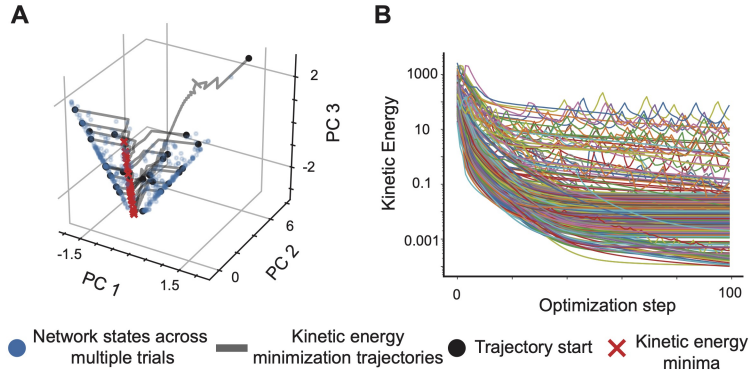 A
B
2
-2
PC 3
-1.5
1.5
PC 1
0
6
PC 2
1000
10
0.1
0.001
Kinetic Energy
0
100
Optimization step
Network states across
multiple trials
Kinetic energy
minimization trajectories
Trajectory start
Kinetic energy
minima